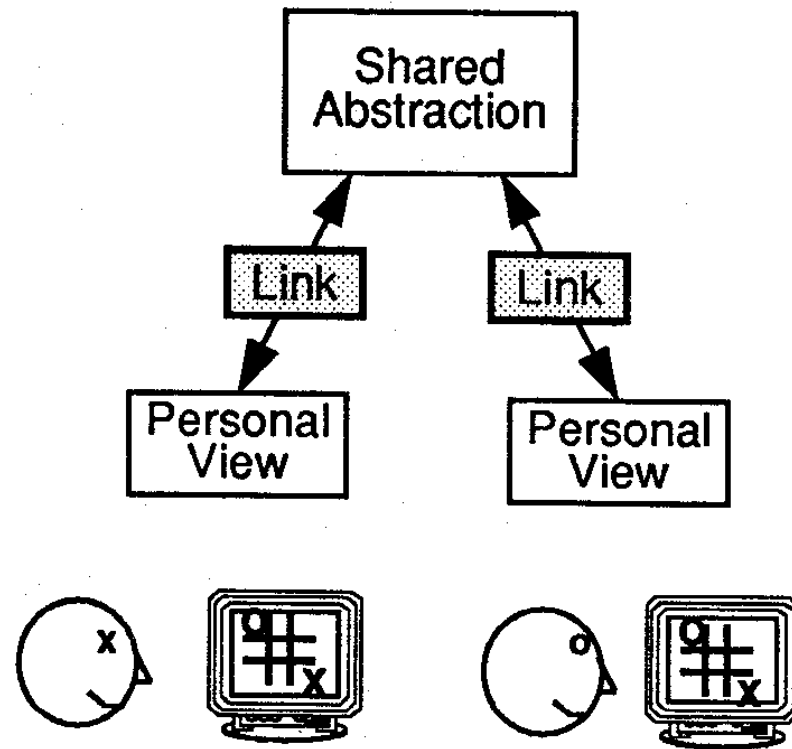 Shared
Abstraction
Link
Link
Personal
View
Personal
View
x
O
X
o
O
X